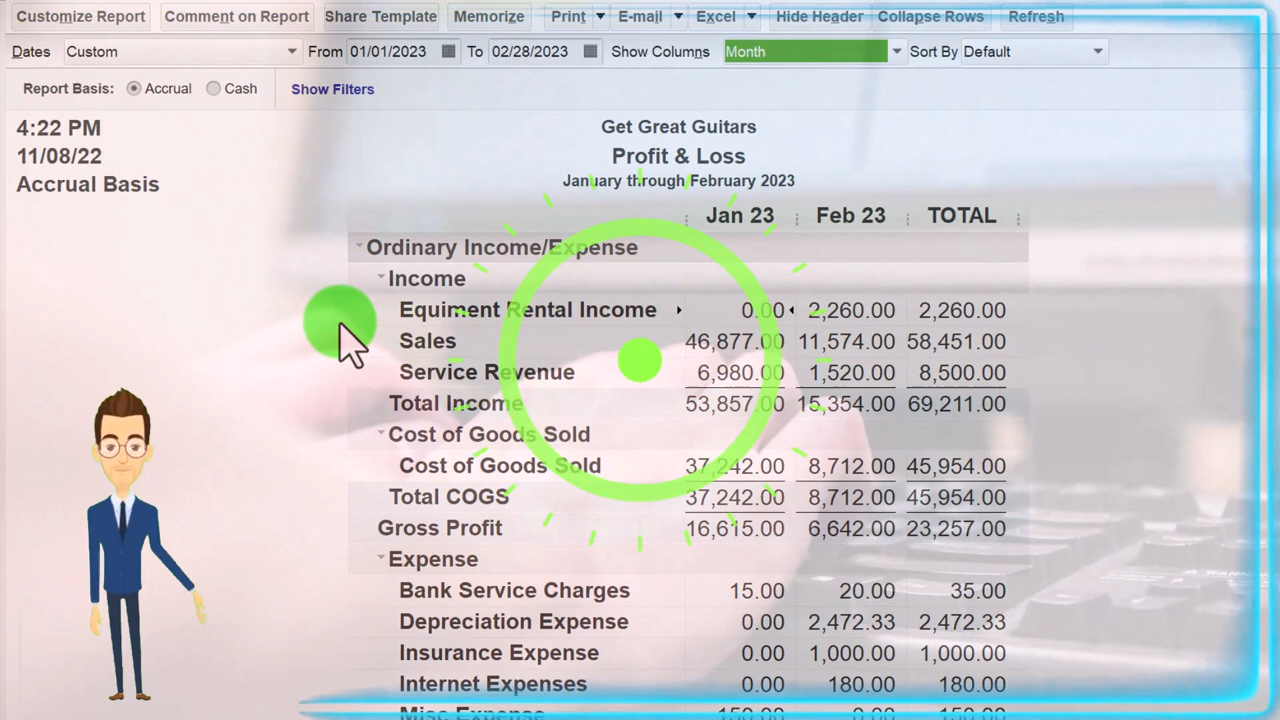 Customize Report Comment on Report Share Template Memorize Print E-mail Excel Hide Header Collapse Rows Refresh
Dates Custom From 01/01/2023 To 02/28/2023 Show Columns Month Sort By Default
Report Basis: Accrual Cash Show Filters
4:22 PM
11/08/22
Accrual Basis
Get Great Guitars
Profit & Loss
January through February 2023
Jan 23 Feb 23 TOTAL
Ordinary Income/Expense
Income
Equiment Rental Income 0.00 2,260.00 2,260.00
Sales 46,877.00 11,574.00 58,451.00
Service Revenue 6,980.00 1,520.00 8,500.00
Total Income 53,857.00 15,354.00 69,211.00
Cost of Goods Sold
Cost of Goods Sold 37,242.00 8,712.00 45,954.00
Total COGS 37,242.00 8,712.00 45,954.00
Gross Profit 16,615.00 6,642.00 23,257.00
Expense
Bank Service Charges 15.00 20.00 35.00
Depreciation Expense 0.00 2,472.33 2,472.33
Insurance Expense 0.00 1,000.00 1,000.00
Internet Expenses 0.00 180.00 180.00
Misc Expense 150.00 0.00 150.00